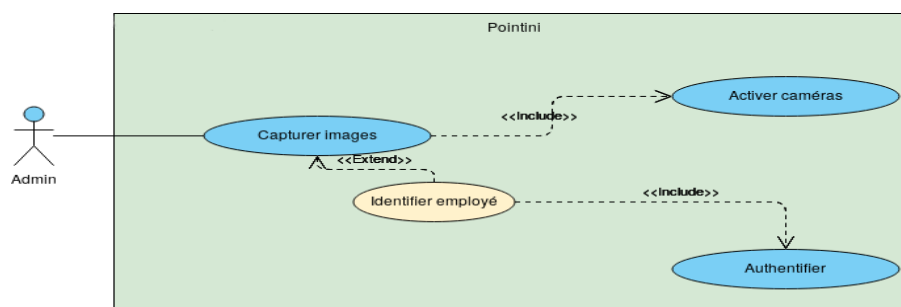 Pointini
Activer caméras
<<Include>>
Capturer images
<<Extend>>
Admin
Identifier employé
<<Include>>
Authentifier